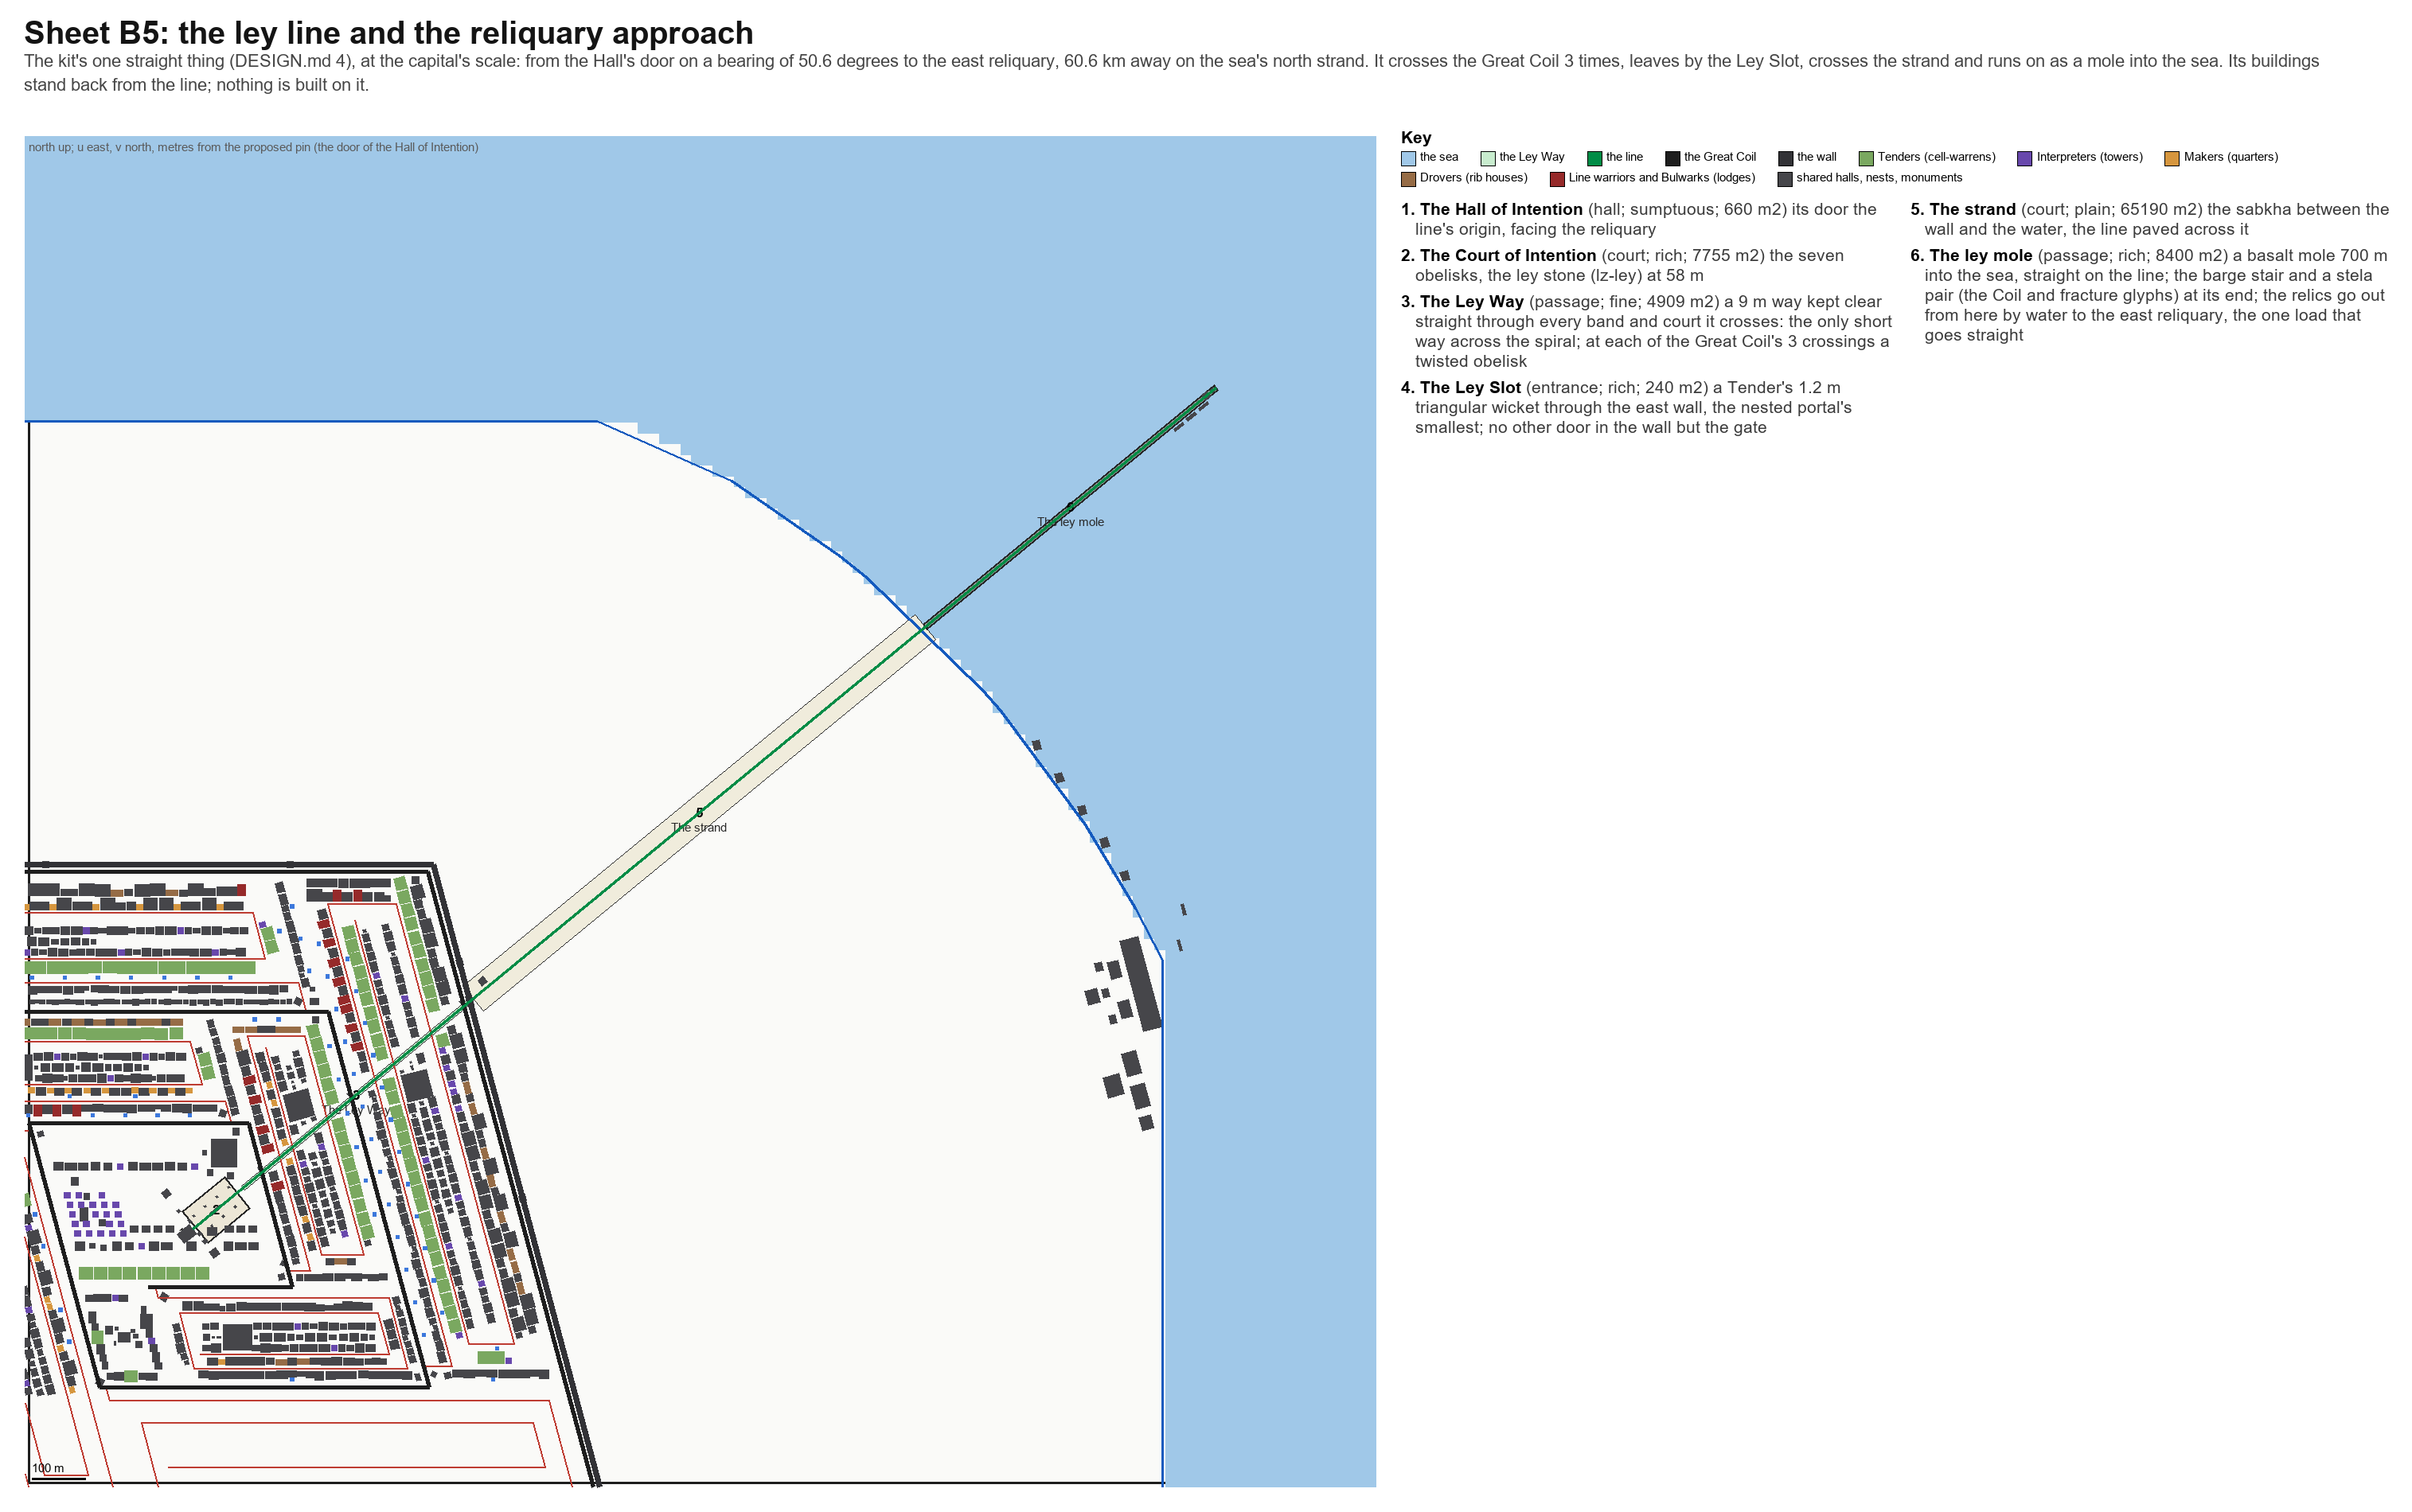 Sheet B5: the ley line and the reliquary approach
The kit's one straight thing (DESIGN.md 4), at the capital's scale: from the Hall's door on a bearing of 50.6 degrees to the east reliquary, 60.6 km away on the sea's north strand. It crosses the Great Coil 3 times, leaves by the Ley Slot, crosses the strand and runs on as a mole into the sea. Its buildings
stand back from the line; nothing is built on it.
north up; u east, v north, metres from the proposed pin (the door of the Hall of Intention)
The ley mole
5
The strand
3
The Ley Way
2
100 m
Key
the sea
the Ley Way
the line
the Great Coil
the wall
Tenders (cell-warrens)
Interpreters (towers)
Makers (quarters)
Drovers (rib houses)
Line warriors and Bulwarks (lodges)
shared halls, nests, monuments
1. The Hall of Intention (hall; sumptuous; 660 m2) its door the
line's origin, facing the reliquary
2. The Court of Intention (court; rich; 7755 m2) the seven
obelisks, the ley stone (lz-ley) at 58 m
3. The Ley Way (passage; fine; 4909 m2) a 9 m way kept clear
straight through every band and court it crosses: the only short
way across the spiral; at each of the Great Coil's 3 crossings a
twisted obelisk
4. The Ley Slot (entrance; rich; 240 m2) a Tender's 1.2 m
triangular wicket through the east wall, the nested portal's
smallest; no other door in the wall but the gate
5. The strand (court; plain; 65190 m2) the sabkha between the
wall and the water, the line paved across it
6. The ley mole (passage; rich; 8400 m2) a basalt mole 700 m
into the sea, straight on the line; the barge stair and a stela
pair (the Coil and fracture glyphs) at its end; the relics go out
from here by water to the east reliquary, the one load that
goes straight